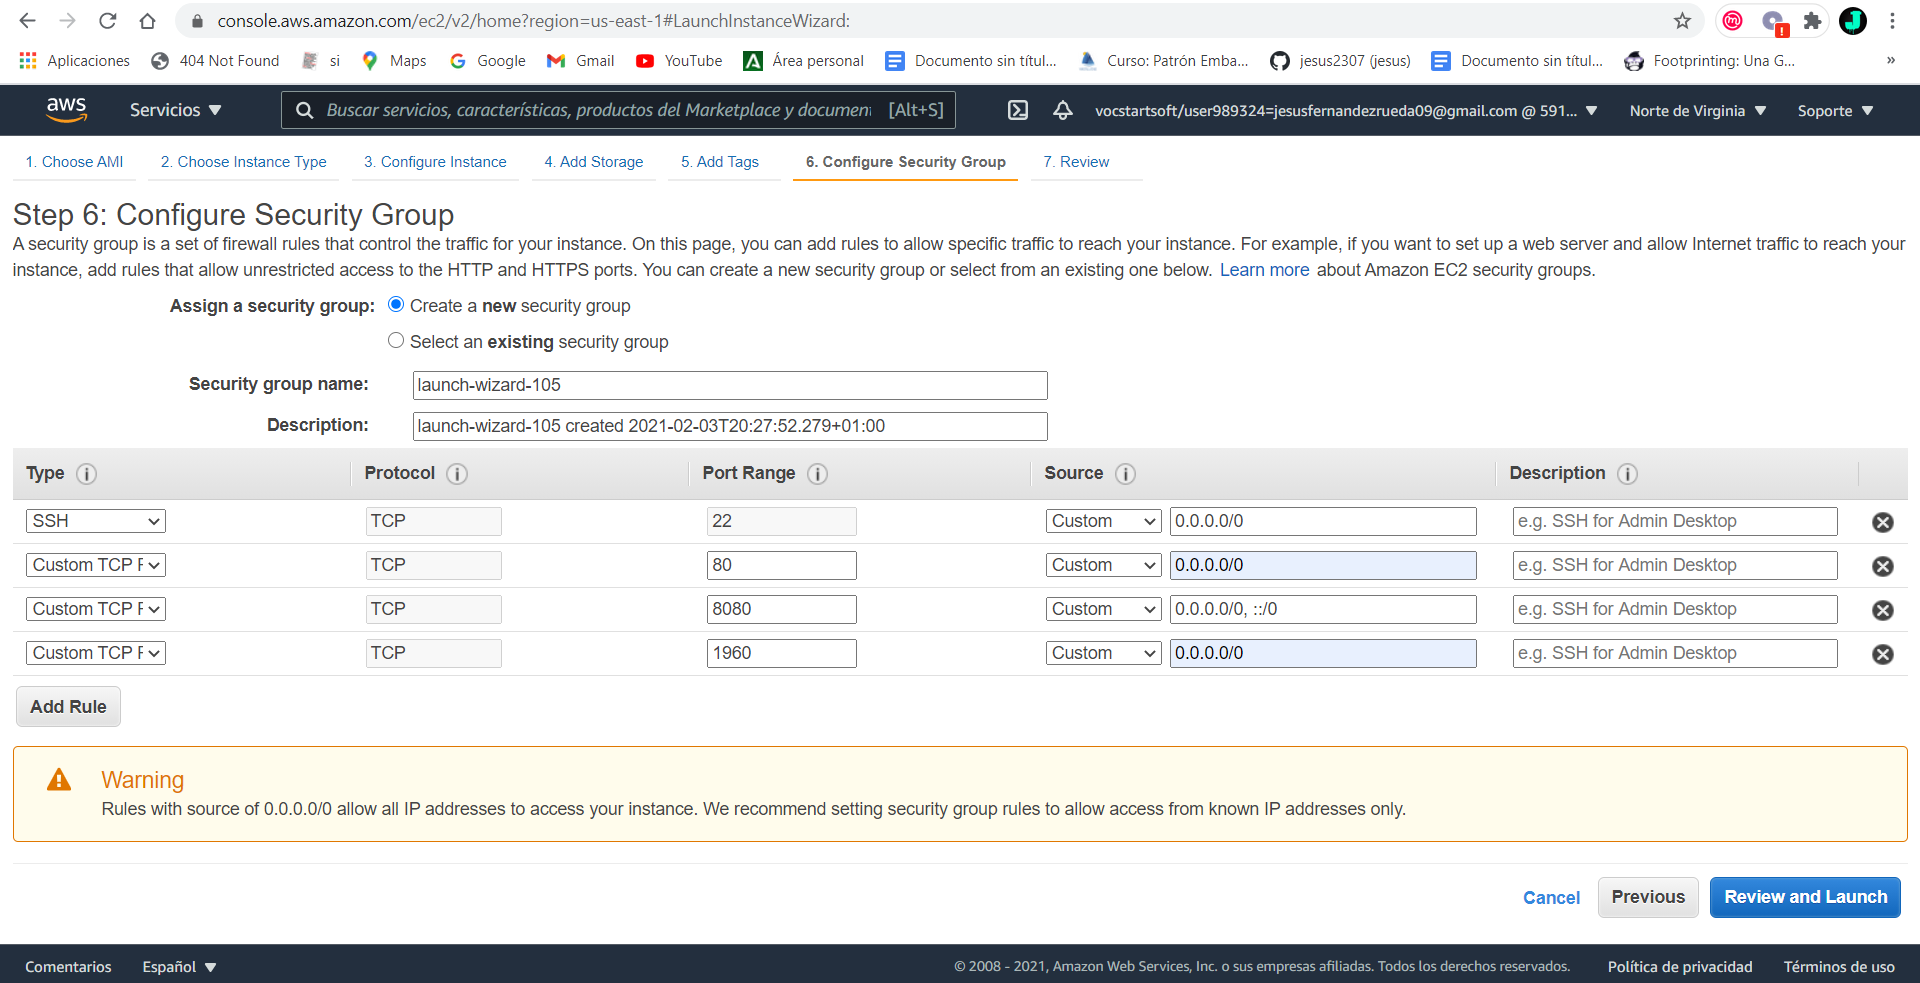 console.aws.amazon.com/ec2/v2/home?region=us-east-1#LaunchInstanceWizard:
Aplicaciones 404 Not Found si Maps Google Gmail YouTube Área personal Documento sin títul... Curso: Patrón Emba... jesus2307 (jesus) Documento sin títul... Footprinting: Una G... »
aws Servicios Buscar servicios, características, productos del Marketplace y documen [Alt+S] vocstartsoft/user989324=jesusfernandezrueda09@gmail.com @ 591... Norte de Virginia Soporte
1. Choose AMI 2. Choose Instance Type 3. Configure Instance 4. Add Storage 5. Add Tags 6. Configure Security Group 7. Review
Step 6: Configure Security Group
A security group is a set of firewall rules that control the traffic for your instance. On this page, you can add rules to allow specific traffic to reach your instance. For example, if you want to set up a web server and allow Internet traffic to reach your
instance, add rules that allow unrestricted access to the HTTP and HTTPS ports. You can create a new security group or select from an existing one below. Learn more about Amazon EC2 security groups.
Assign a security group: Create a new security group
Select an existing security group
Security group name: launch-wizard-105
Description: launch-wizard-105 created 2021-02-03T20:27:52.279+01:00
Type Protocol Port Range Source Description
SSH TCP 22 Custom 0.0.0.0/0 e.g. SSH for Admin Desktop
Custom TCP F TCP 80 Custom 0.0.0.0/0 e.g. SSH for Admin Desktop
Custom TCP F TCP 8080 Custom 0.0.0.0/0, ::/0 e.g. SSH for Admin Desktop
Custom TCP F TCP 1960 Custom 0.0.0.0/0 e.g. SSH for Admin Desktop
Add Rule
Warning
Rules with source of 0.0.0.0/0 allow all IP addresses to access your instance. We recommend setting security group rules to allow access from known IP addresses only.
Cancel Previous Review and Launch
Comentarios Español © 2008 - 2021, Amazon Web Services, Inc. o sus empresas afiliadas. Todos los derechos reservados. Política de privacidad Términos de uso